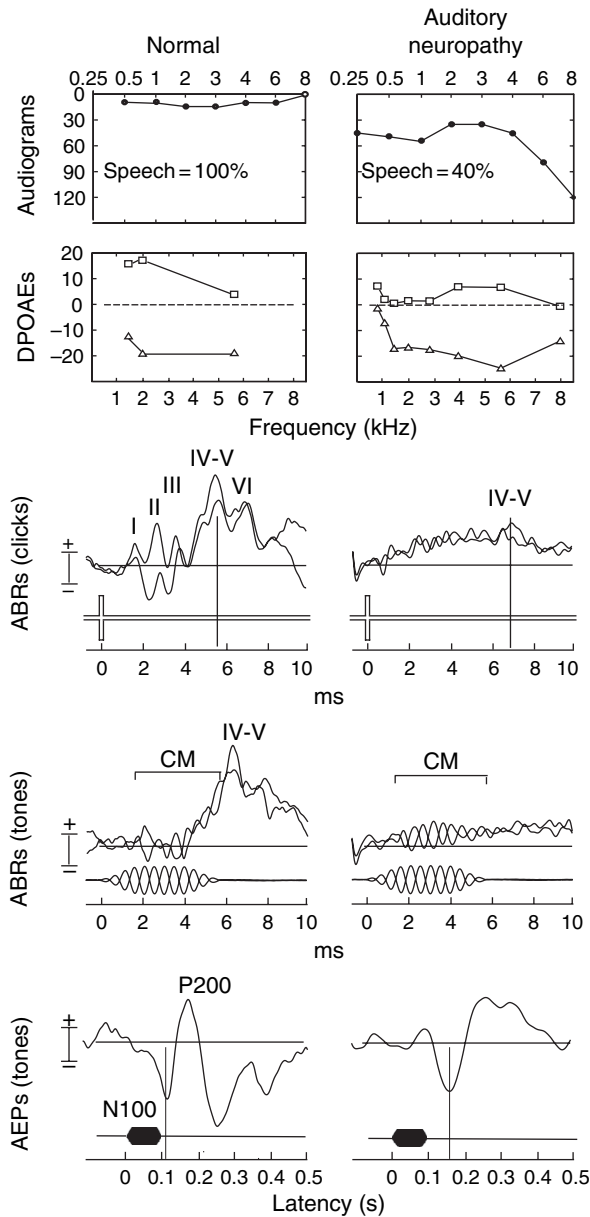 Normal
Auditory
neuropathy
0.25 0.5 1 2 3 4 6 8
0.25 0.5 1 2 3 4 6 8
Audiograms
0
30
60
90
120
Speech = 100%
Speech = 40%
DPOAEs
20
10
0
−10
−20
1 2 3 4 5 6 7 8
1 2 3 4 5 6 7 8
Frequency (kHz)
ABRs (clicks)
+
−
I
II
III
IV-V
VI
IV-V
0 2 4 6 8 10
0 2 4 6 8 10
ms
ms
ABRs (tones)
+
−
CM
IV-V
CM
0 2 4 6 8 10
0 2 4 6 8 10
ms
ms
AEPs (tones)
+
−
P200
N100
0 0.1 0.2 0.3 0.4 0.5
0 0.1 0.2 0.3 0.4 0.5
Latency (s)